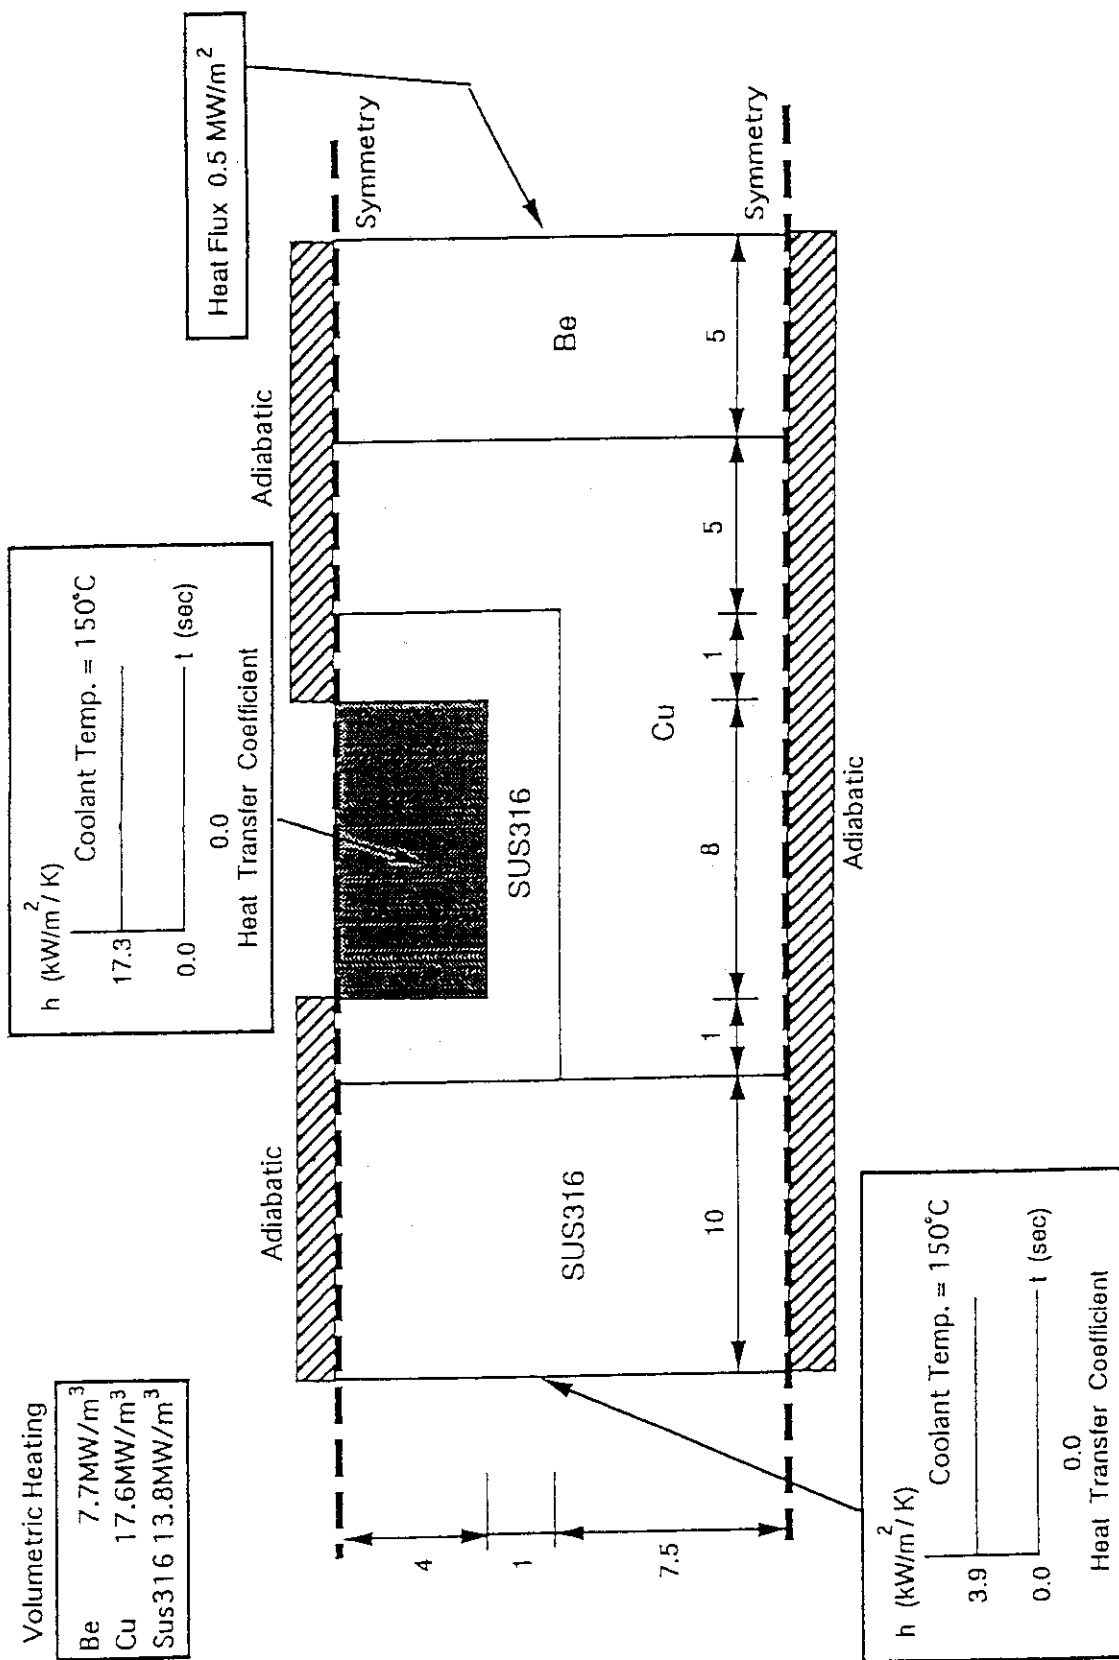 Volumetric Heating
Be 7.7MW/m³
Cu 17.6MW/m³
Sus316 13.8MW/m³
h (kW/m²/K)
Coolant Temp. = 150°C
17.3
0.0
t (sec)
0.0
Heat Transfer Coefficient
Heat Flux 0.5 MW/m²
Adiabatic
Adiabatic
Symmetry
SUS316
SUS316
Cu
Be
4
1
7.5
10
1
8
1
5
5
Symmetry
Adiabatic
h (kW/m²/K)
Coolant Temp. = 150°C
3.9
0.0
t (sec)
0.0
Heat Transfer Coefficient